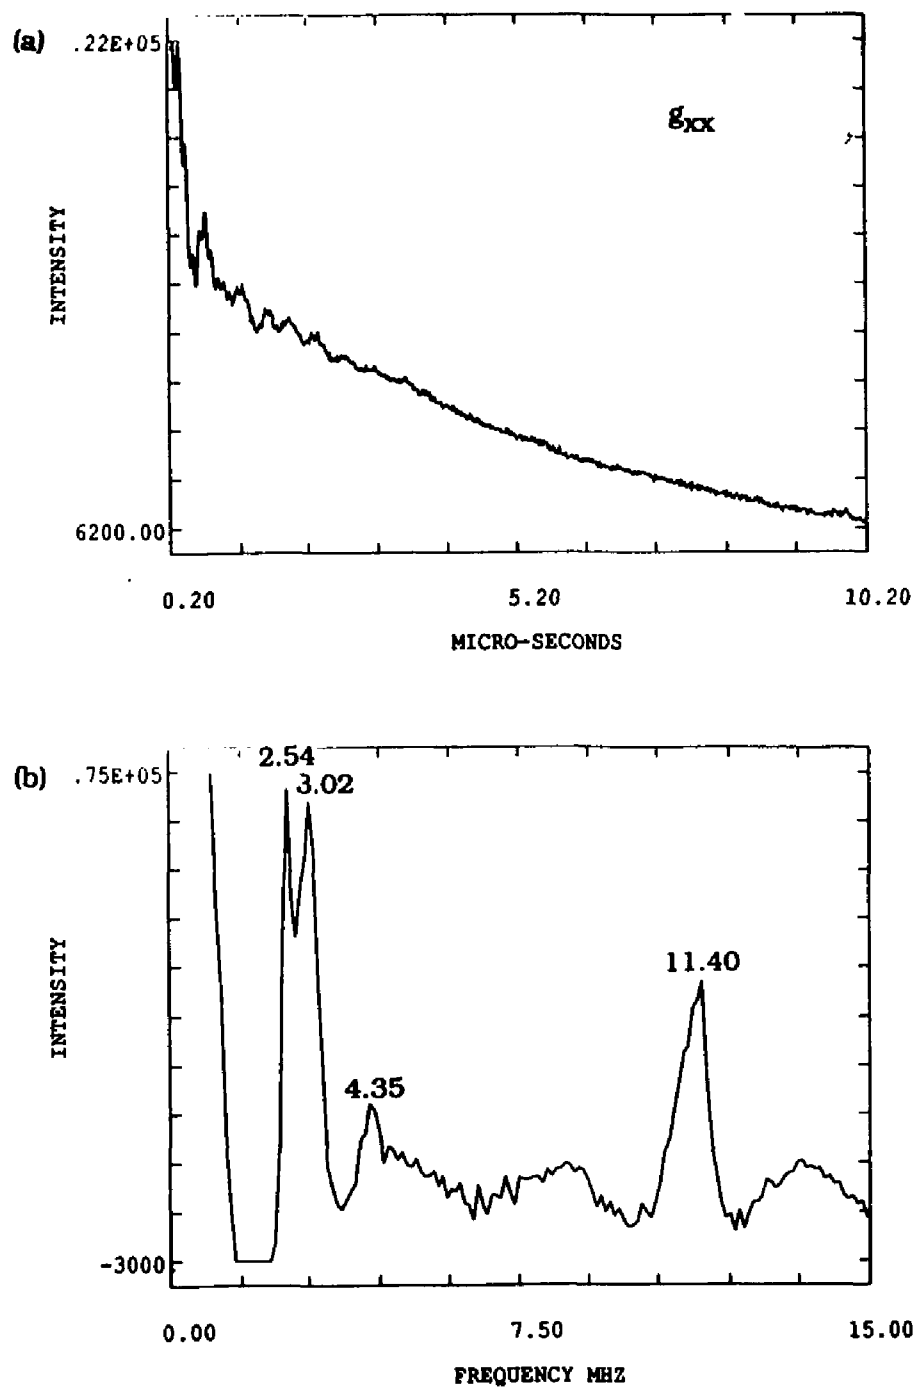 (a)
.22E+05
g_xx
INTENSITY
6200.00
0.20 5.20 10.20
MICRO-SECONDS
(b)
.75E+05
2.54
3.02
11.40
4.35
INTENSITY
-3000
0.00 7.50 15.00
FREQUENCY MHZ